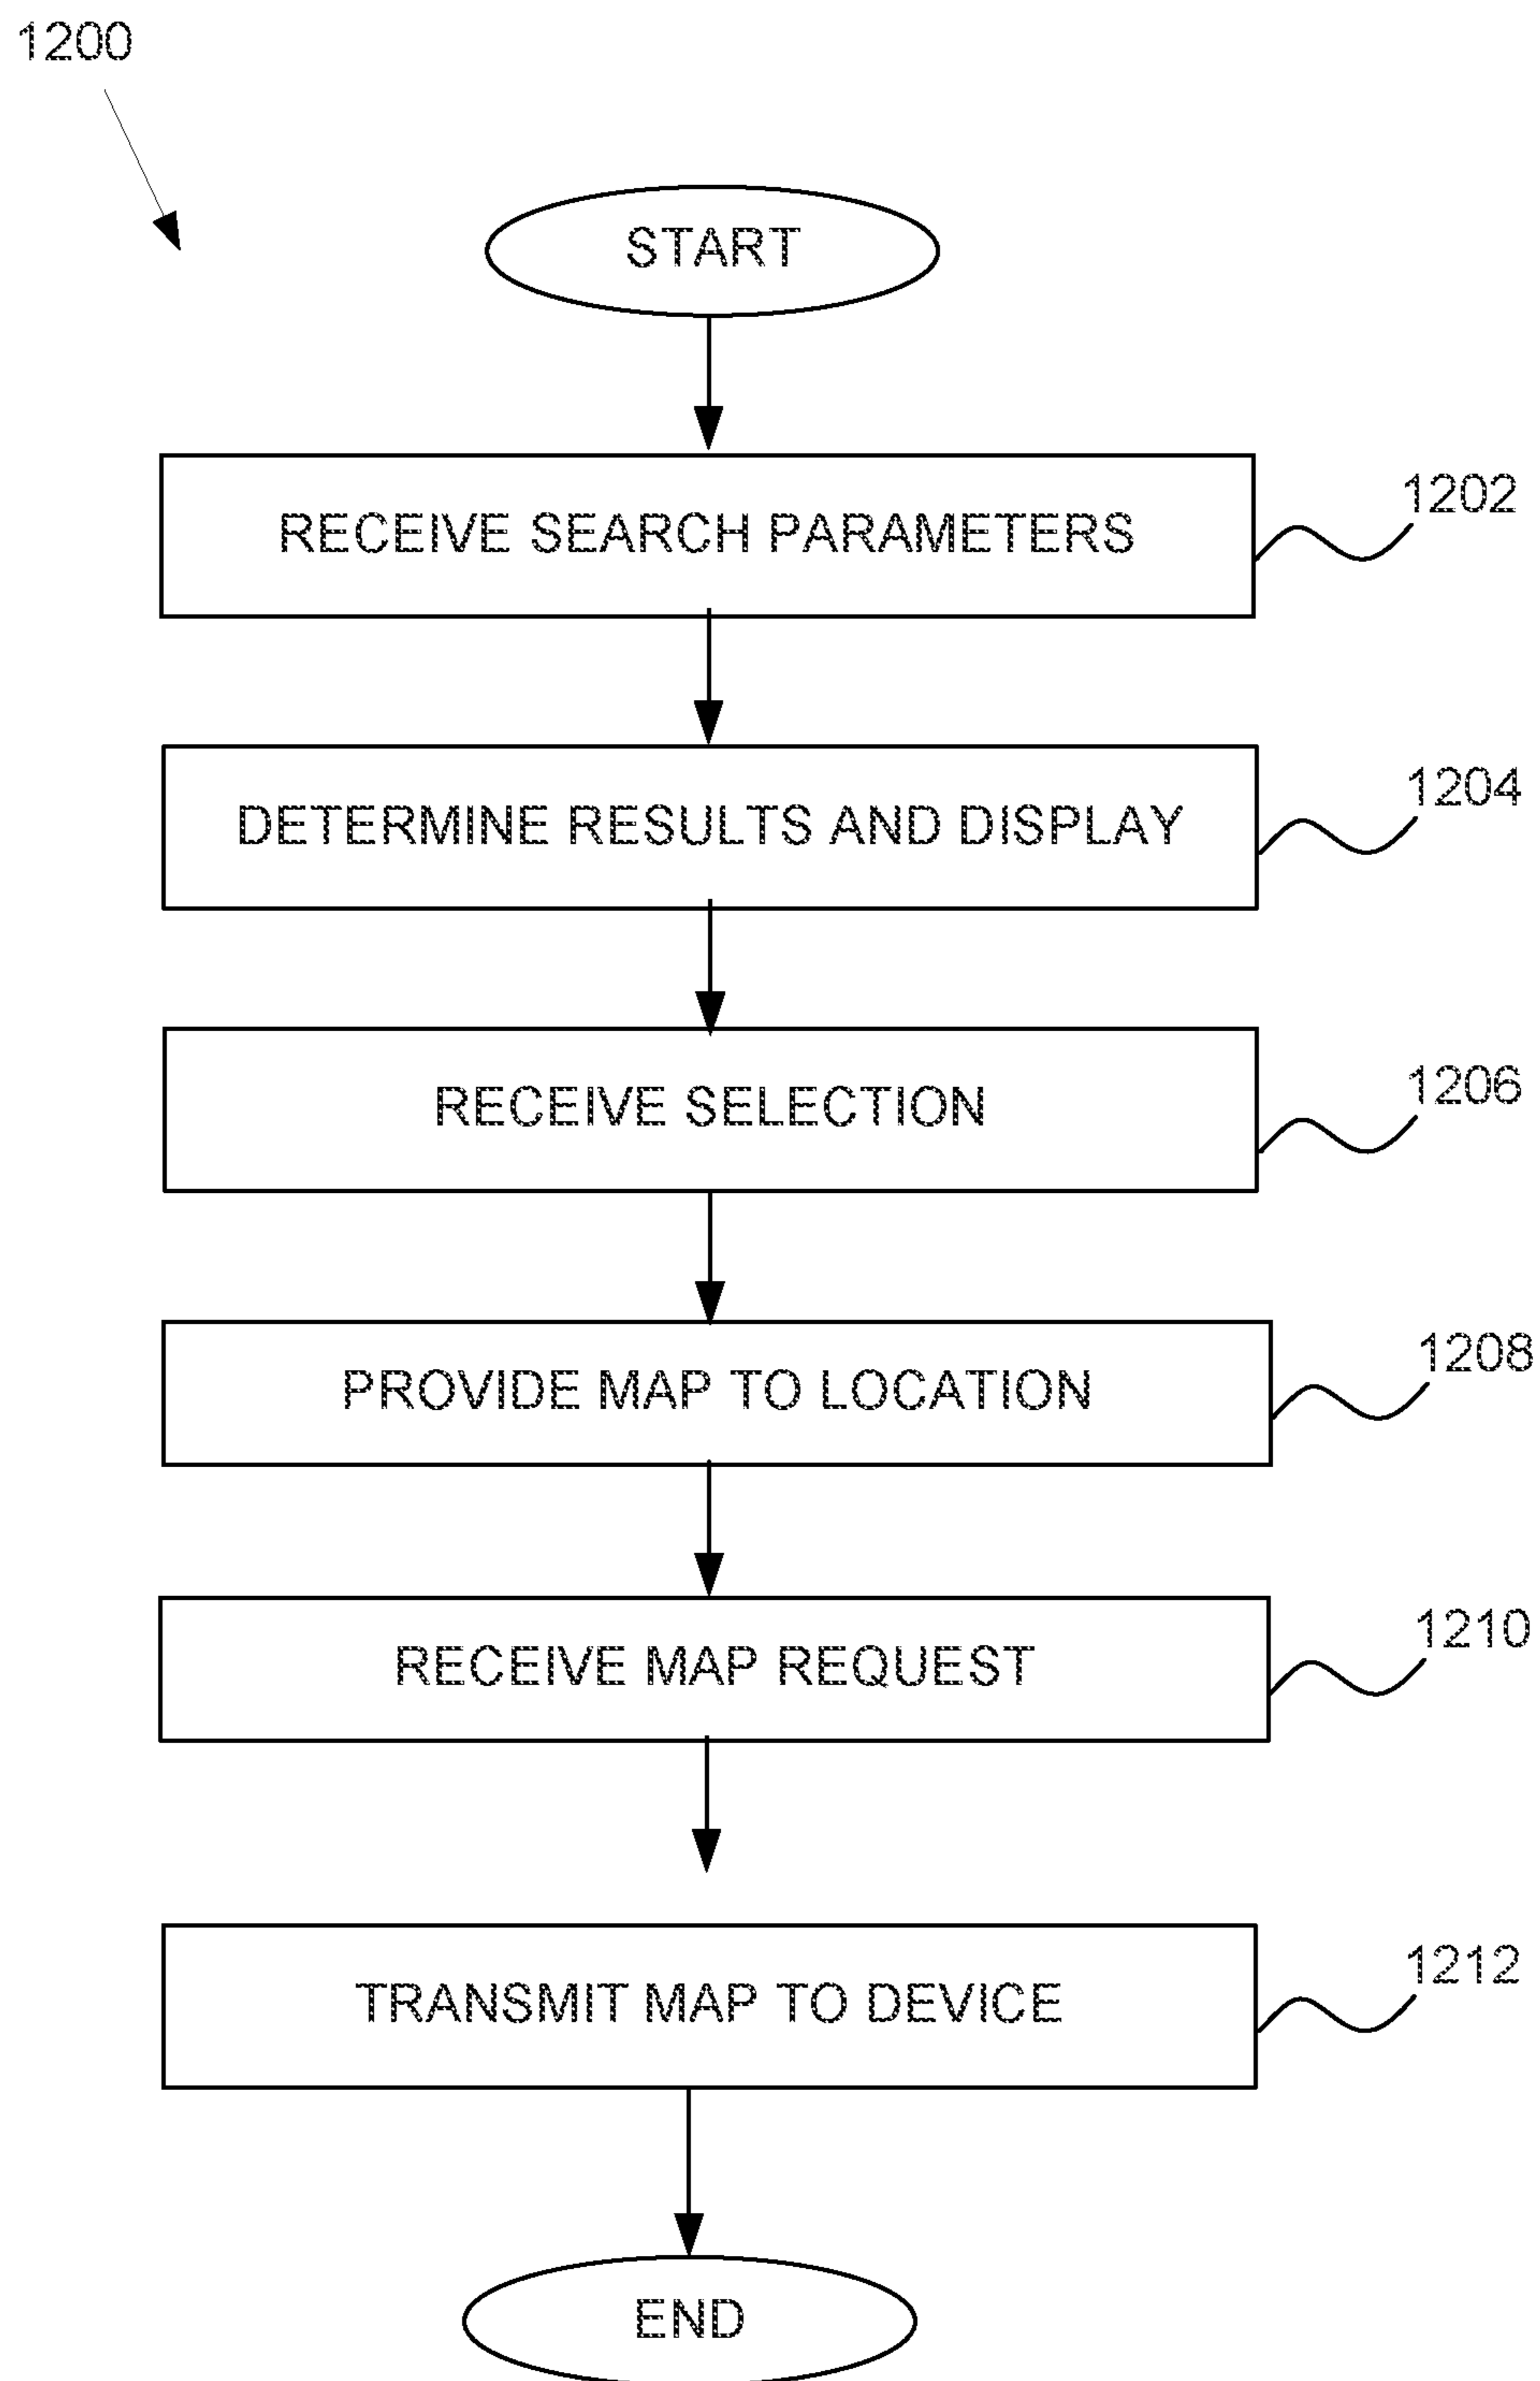 1200
START
RECEIVE SEARCH PARAMETERS
1202
DETERMINE RESULTS AND DISPLAY
1204
RECEIVE SELECTION
1206
PROVIDE MAP TO LOCATION
1208
RECEIVE MAP REQUEST
1210
TRANSMIT MAP TO DEVICE
1212
END